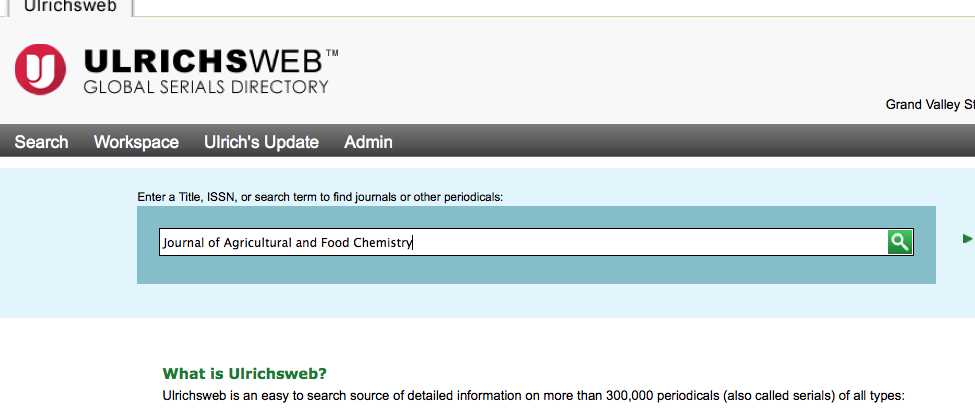 Ulrichsweb
ULRICHSWEB™
GLOBAL SERIALS DIRECTORY
Grand Valley St
Search Workspace Ulrich's Update Admin
Enter a Title, ISSN, or search term to find journals or other periodicals:
Journal of Agricultural and Food Chemistry
What is Ulrichsweb?
Ulrichsweb is an easy to search source of detailed information on more than 300,000 periodicals (also called serials) of all types: